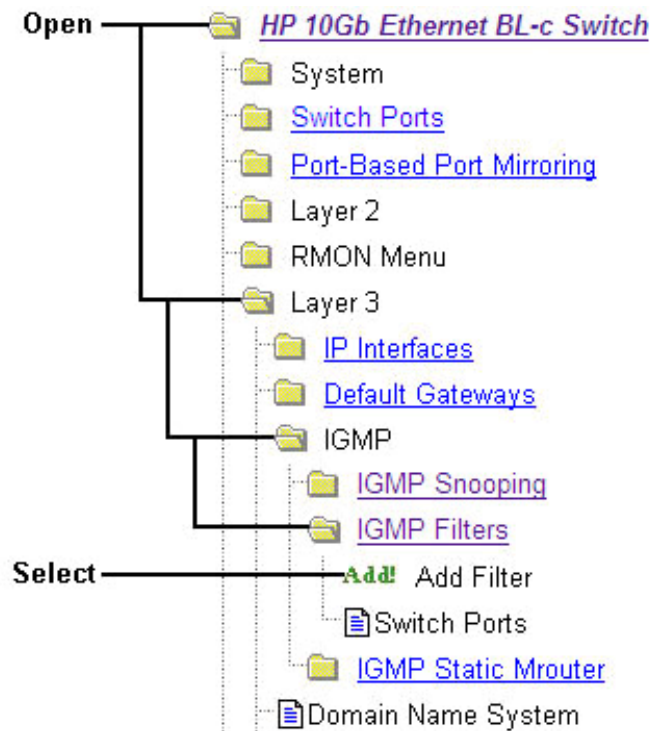 Open HP 10Gb Ethernet BL-c Switch
System
Switch Ports
Port-Based Port Mirroring
Layer 2
RMON Menu
Layer 3
IP Interfaces
Default Gateways
IGMP
IGMP Snooping
IGMP Filters
Select Add! Add Filter
Switch Ports
IGMP Static Mrouter
Domain Name System